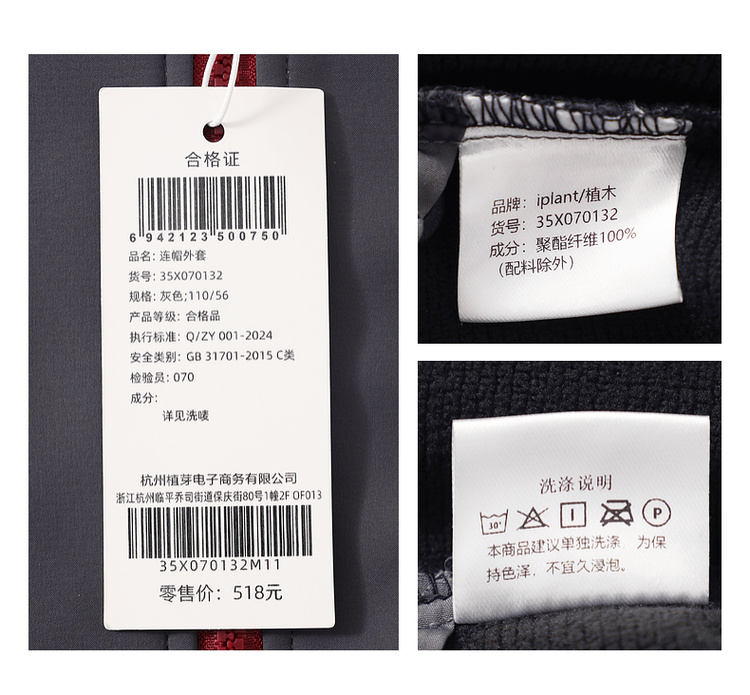 合格证
6 942123 500750
品名: 连帽外套
货号: 35X070132
规格: 灰色;110/56
产品等级: 合格品
执行标准: Q/ZY 001-2024
安全类别: GB 31701-2015 C类
检验员: 070
成分:
详见洗唛
杭州植芽电子商务有限公司
浙江杭州临平乔司街道保庆街80号1幢2F OF013
35X070132M11
零售价: 518元
品牌: iplant/植木
货号: 35X070132
成分: 聚酯纤维100%
(配料除外)
洗涤说明
30° P
本商品建议单独洗涤，为保
持色泽，不宜久浸泡。